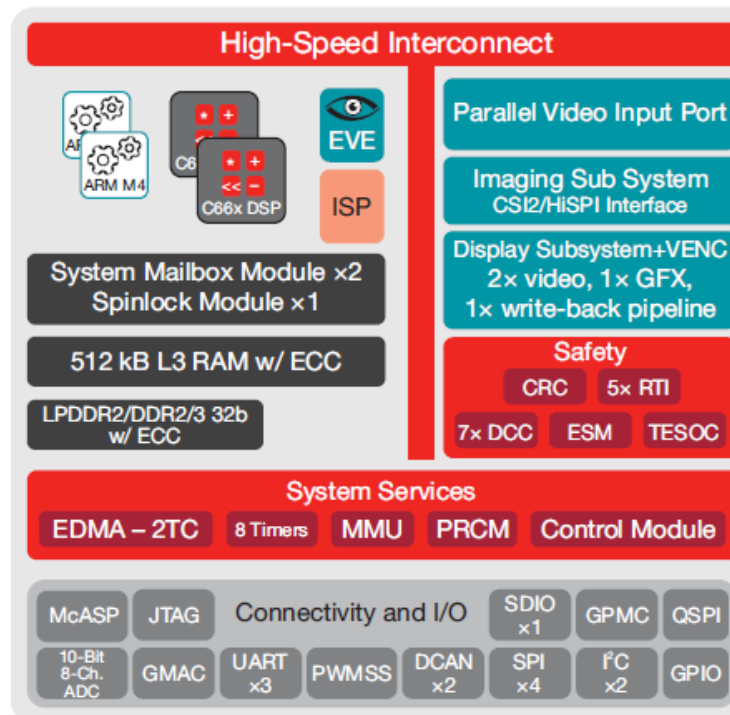 High-Speed Interconnect
AR
ARM M4
C6
C66x DSP
EVE
ISP
Parallel Video Input Port
Imaging Sub System
CSI2/HiSPI Interface
Display Subsystem+VENC
2× video, 1× GFX,
1× write-back pipeline
System Mailbox Module ×2
Spinlock Module ×1
512 kB L3 RAM w/ ECC
LPDDR2/DDR2/3 32b
w/ ECC
Safety
CRC
5× RTI
7× DCC
ESM
TESOC
System Services
EDMA – 2TC
8 Timers
MMU
PRCM
Control Module
McASP
JTAG
Connectivity and I/O
SDIO
×1
GPMC
QSPI
10-Bit
8-Ch.
ADC
GMAC
UART
×3
PWMSS
DCAN
×2
SPI
×4
I²C
×2
GPIO